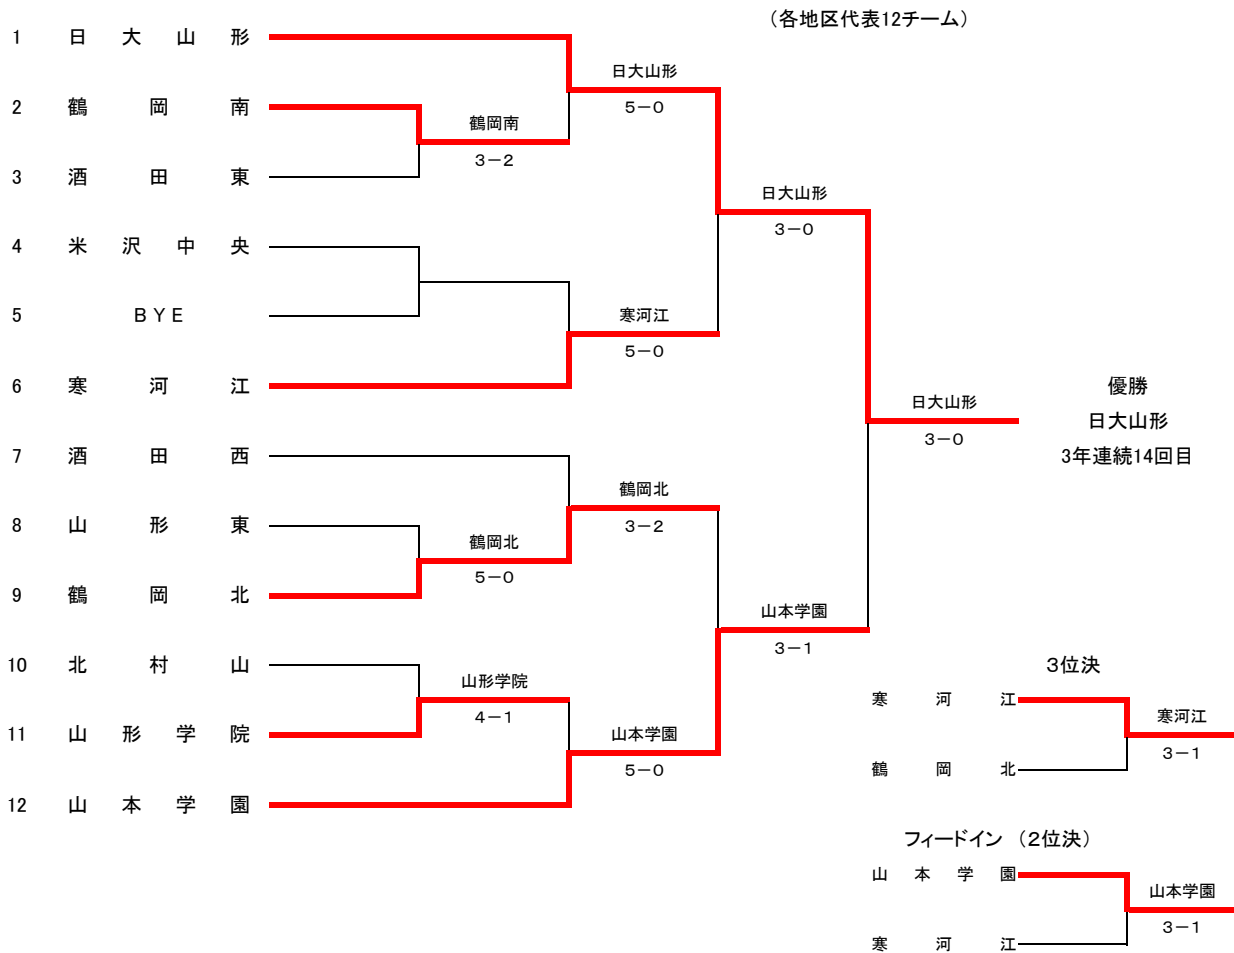 (各地区代表12チーム)
1 日大山形
日大山形
5-0
2 鶴岡南
鶴岡南
3-2
3 酒田東
日大山形
3-0
4 米沢中央
5 BYE
寒河江
5-0
6 寒河江
日大山形
3-0
優勝
日大山形
3年連続14回目
7 酒田西
鶴岡北
3-2
8 山形東
鶴岡北
5-0
9 鶴岡北
山本学園
3-1
10 北村山
山形学院
4-1
11 山形学院
山本学園
5-0
12 山本学園
3位決
寒河江
寒河江
3-1
鶴岡北
フィードイン (2位決)
山本学園
山本学園
3-1
寒河江